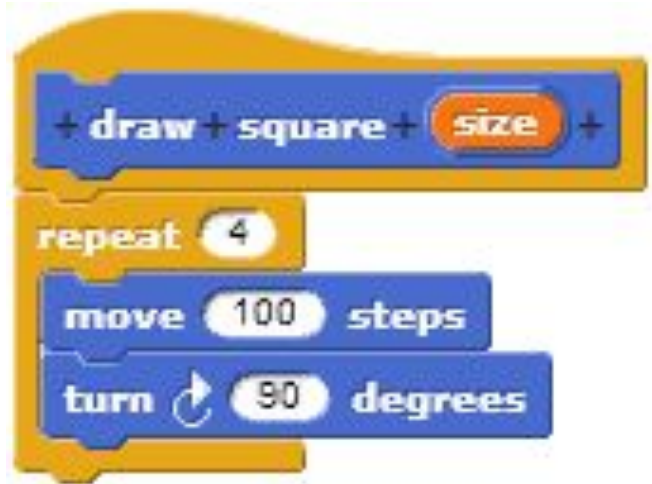 + draw + square + size +
repeat 4
move 100 steps
turn 90 degrees